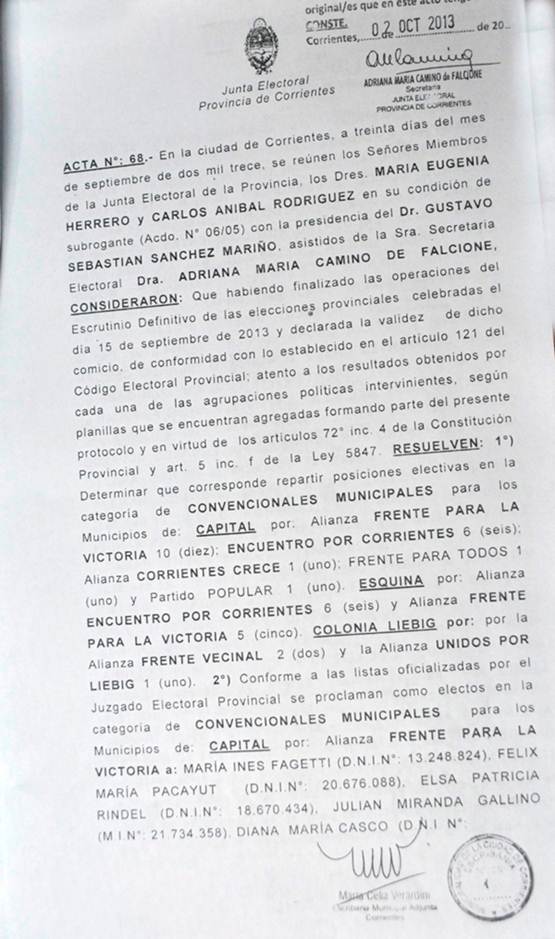 original/es que en este acto
CONSTE.
Corrientes, 02 de OCT 2013 de 20
Junta Electoral
Provincia de Corrientes
ADRIANA MARIA CAMINO de FALCIONE
Secretaria
JUNTA ELECTORAL
PROVINCIA DE CORRIENTES
ACTA N°: 68.- En la ciudad de Corrientes, a treinta días del mes
de septiembre de dos mil trece, se reúnen los Señores Miembros
de la Junta Electoral de la Provincia, los Dres. MARIA EUGENIA
HERRERO y CARLOS ANIBAL RODRIGUEZ en su condición de
subrogante (Acdo. N° 06/05) con la presidencia del Dr. GUSTAVO
SEBASTIAN SANCHEZ MARIÑO, asistidos de la Sra. Secretaria
Electoral Dra. ADRIANA MARIA CAMINO DE FALCIONE,
CONSIDERARON: Que habiendo finalizado las operaciones del
Escrutinio Definitivo de las elecciones provinciales celebradas el
día 15 de septiembre de 2013 y declarada la validez de dicho
comicio, de conformidad con lo establecido en el artículo 121 del
Código Electoral Provincial; atento a los resultados obtenidos por
cada una de las agrupaciones políticas intervinientes, según
planillas que se encuentran agregadas formando parte del presente
protocolo y en virtud de los artículos 72° inc. 4 de la Constitución
Provincial y art. 5 inc. f de la Ley 5847. RESUELVEN: 1°)
Determinar que corresponde repartir posiciones electivas en la
categoría de CONVENCIONALES MUNICIPALES para los
Municipios de: CAPITAL por: Alianza FRENTE PARA LA
VICTORIA 10 (diez); ENCUENTRO POR CORRIENTES 6 (seis);
Alianza CORRIENTES CRECE 1 (uno); FRENTE PARA TODOS 1
(uno) y Partido POPULAR 1 (uno). ESQUINA por: Alianza
ENCUENTRO POR CORRIENTES 6 (seis) y Alianza FRENTE
PARA LA VICTORIA 5 (cinco). COLONIA LIEBIG por: por la
Alianza FRENTE VECINAL 2 (dos) y la Alianza UNIDOS POR
LIEBIG 1 (uno). 2°) Conforme a las listas oficializadas por el
Juzgado Electoral Provincial se proclaman como electos en la
categoría de CONVENCIONALES MUNICIPALES para los
Municipios de: CAPITAL por: Alianza FRENTE PARA LA
VICTORIA a: MARÍA INES FAGETTI (D.N.I.N°: 13.248.824), FELIX
MARÍA PACAYUT (D.N.I.N°: 20.676.088), ELSA PATRICIA
RINDEL (D.N.I.N°: 18.670.434), JULIAN MIRANDA GALLINO
(M.I.N°: 21.734.358), DIANA MARÍA CASCO (D.N.I N°:
María Celia Verardini
Escribana Municipal Adjunta
Corrientes